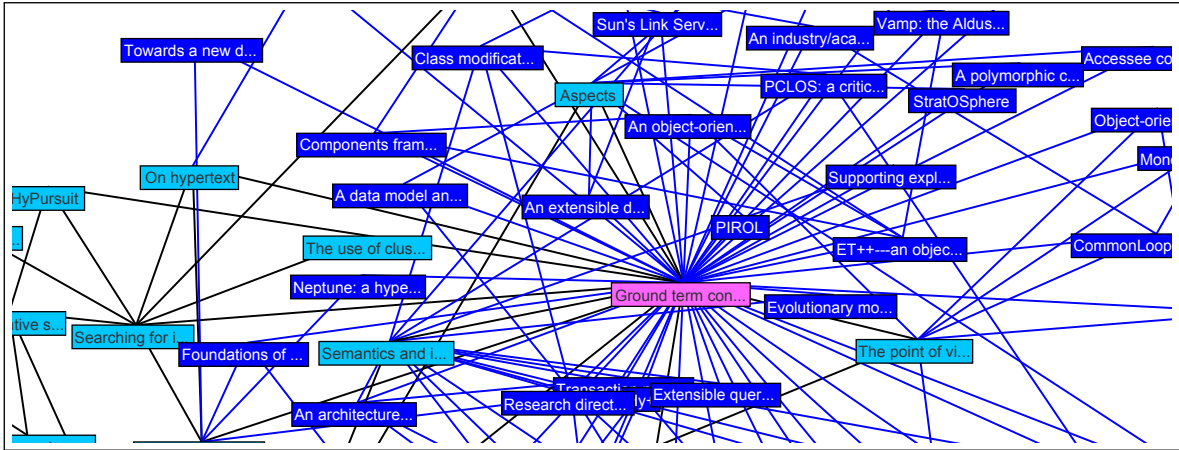 Sun's Link Serv...
Vamp: the Aldus...
An industry/aca...
Towards a new d...
Class modificat...
Accessee co
A polymorphic c...
PCLOS: a critic...
Aspects
StratOSphere
An object-orien...
Object-orie
Components fram...
Mono
On hypertext
Supporting expl...
A data model an...
HyPursuit
An extensible d...
PIROL
...
The use of clus...
ET++---an objec...
CommonLoop
Neptune: a hype...
Ground term con...
Evolutionary mo...
tive s...
Searching for i...
Foundations of ...
Semantics and i...
The point of vi...
Transactio
Extensible quer...
Research direct...
An architecture...